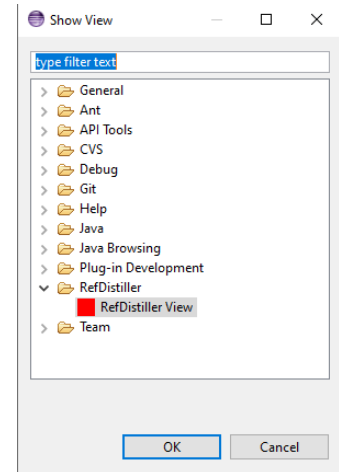 Show View
type filter text
General
Ant
API Tools
CVS
Debug
Git
Help
Java
Java Browsing
Plug-in Development
RefDistiller
RefDistiller View
Team
OK
Cancel